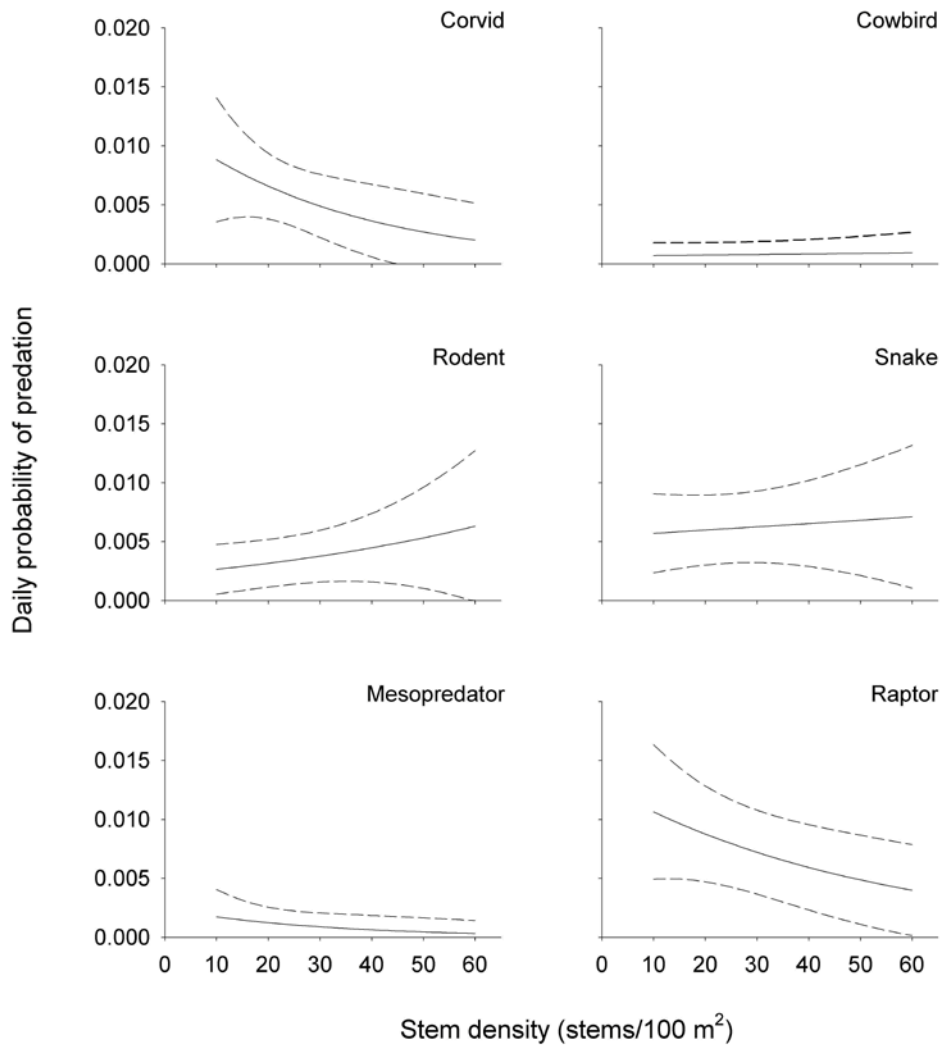 Corvid
Cowbird
0.020
0.015
0.010
0.005
0.000
Rodent
Snake
0.020
0.015
0.010
0.005
0.000
Daily probability of predation
Mesopredator
Raptor
0.020
0.015
0.010
0.005
0.000
0 10 20 30 40 50 60
0 10 20 30 40 50 60
Stem density (stems/100 m²)